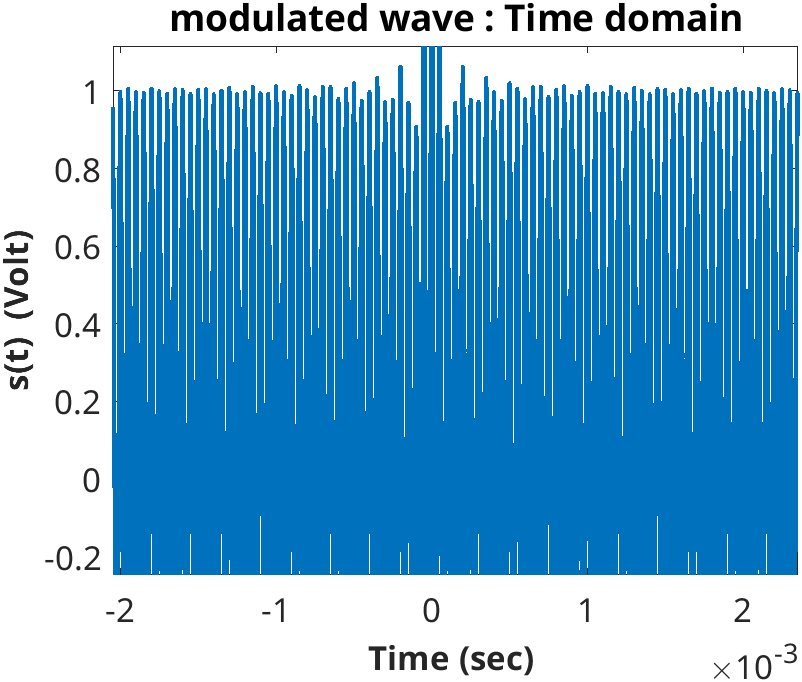 modulated wave : Time domain
s(t) (Volt)
1
0.8
0.6
0.4
0.2
0
-0.2
-2 -1 0 1 2
Time (sec)
×10-3